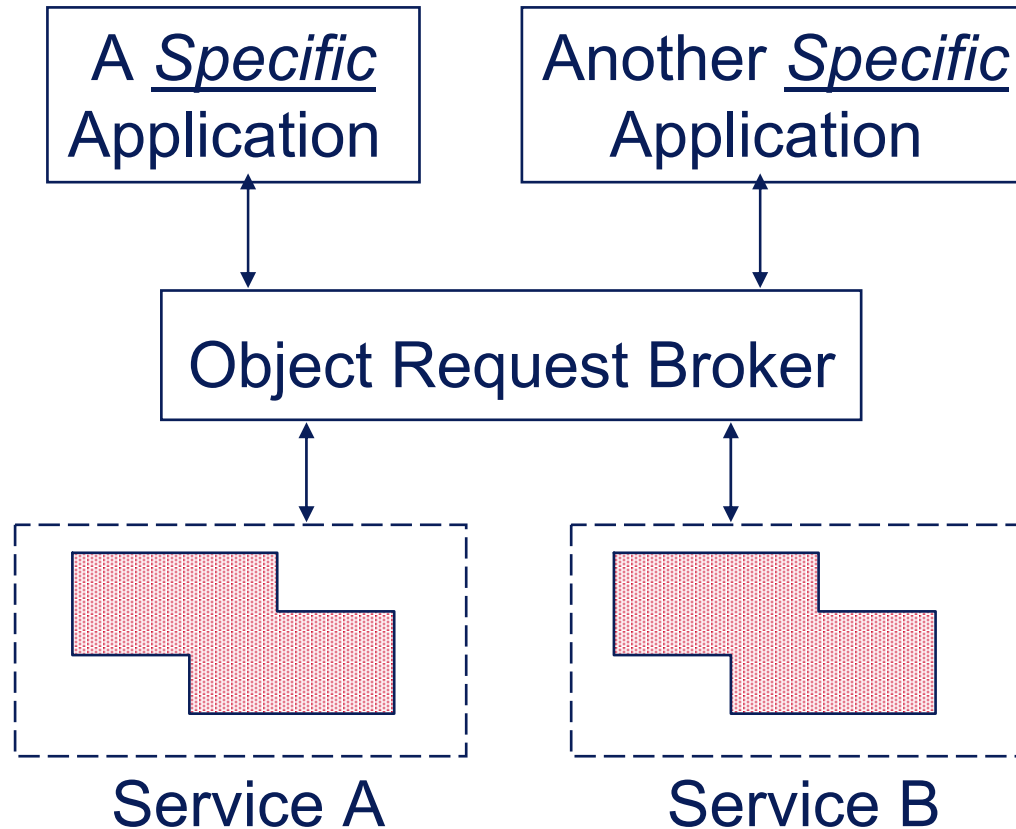 A Specific
Application
Another Specific
Application
Object Request Broker
Service A
Service B